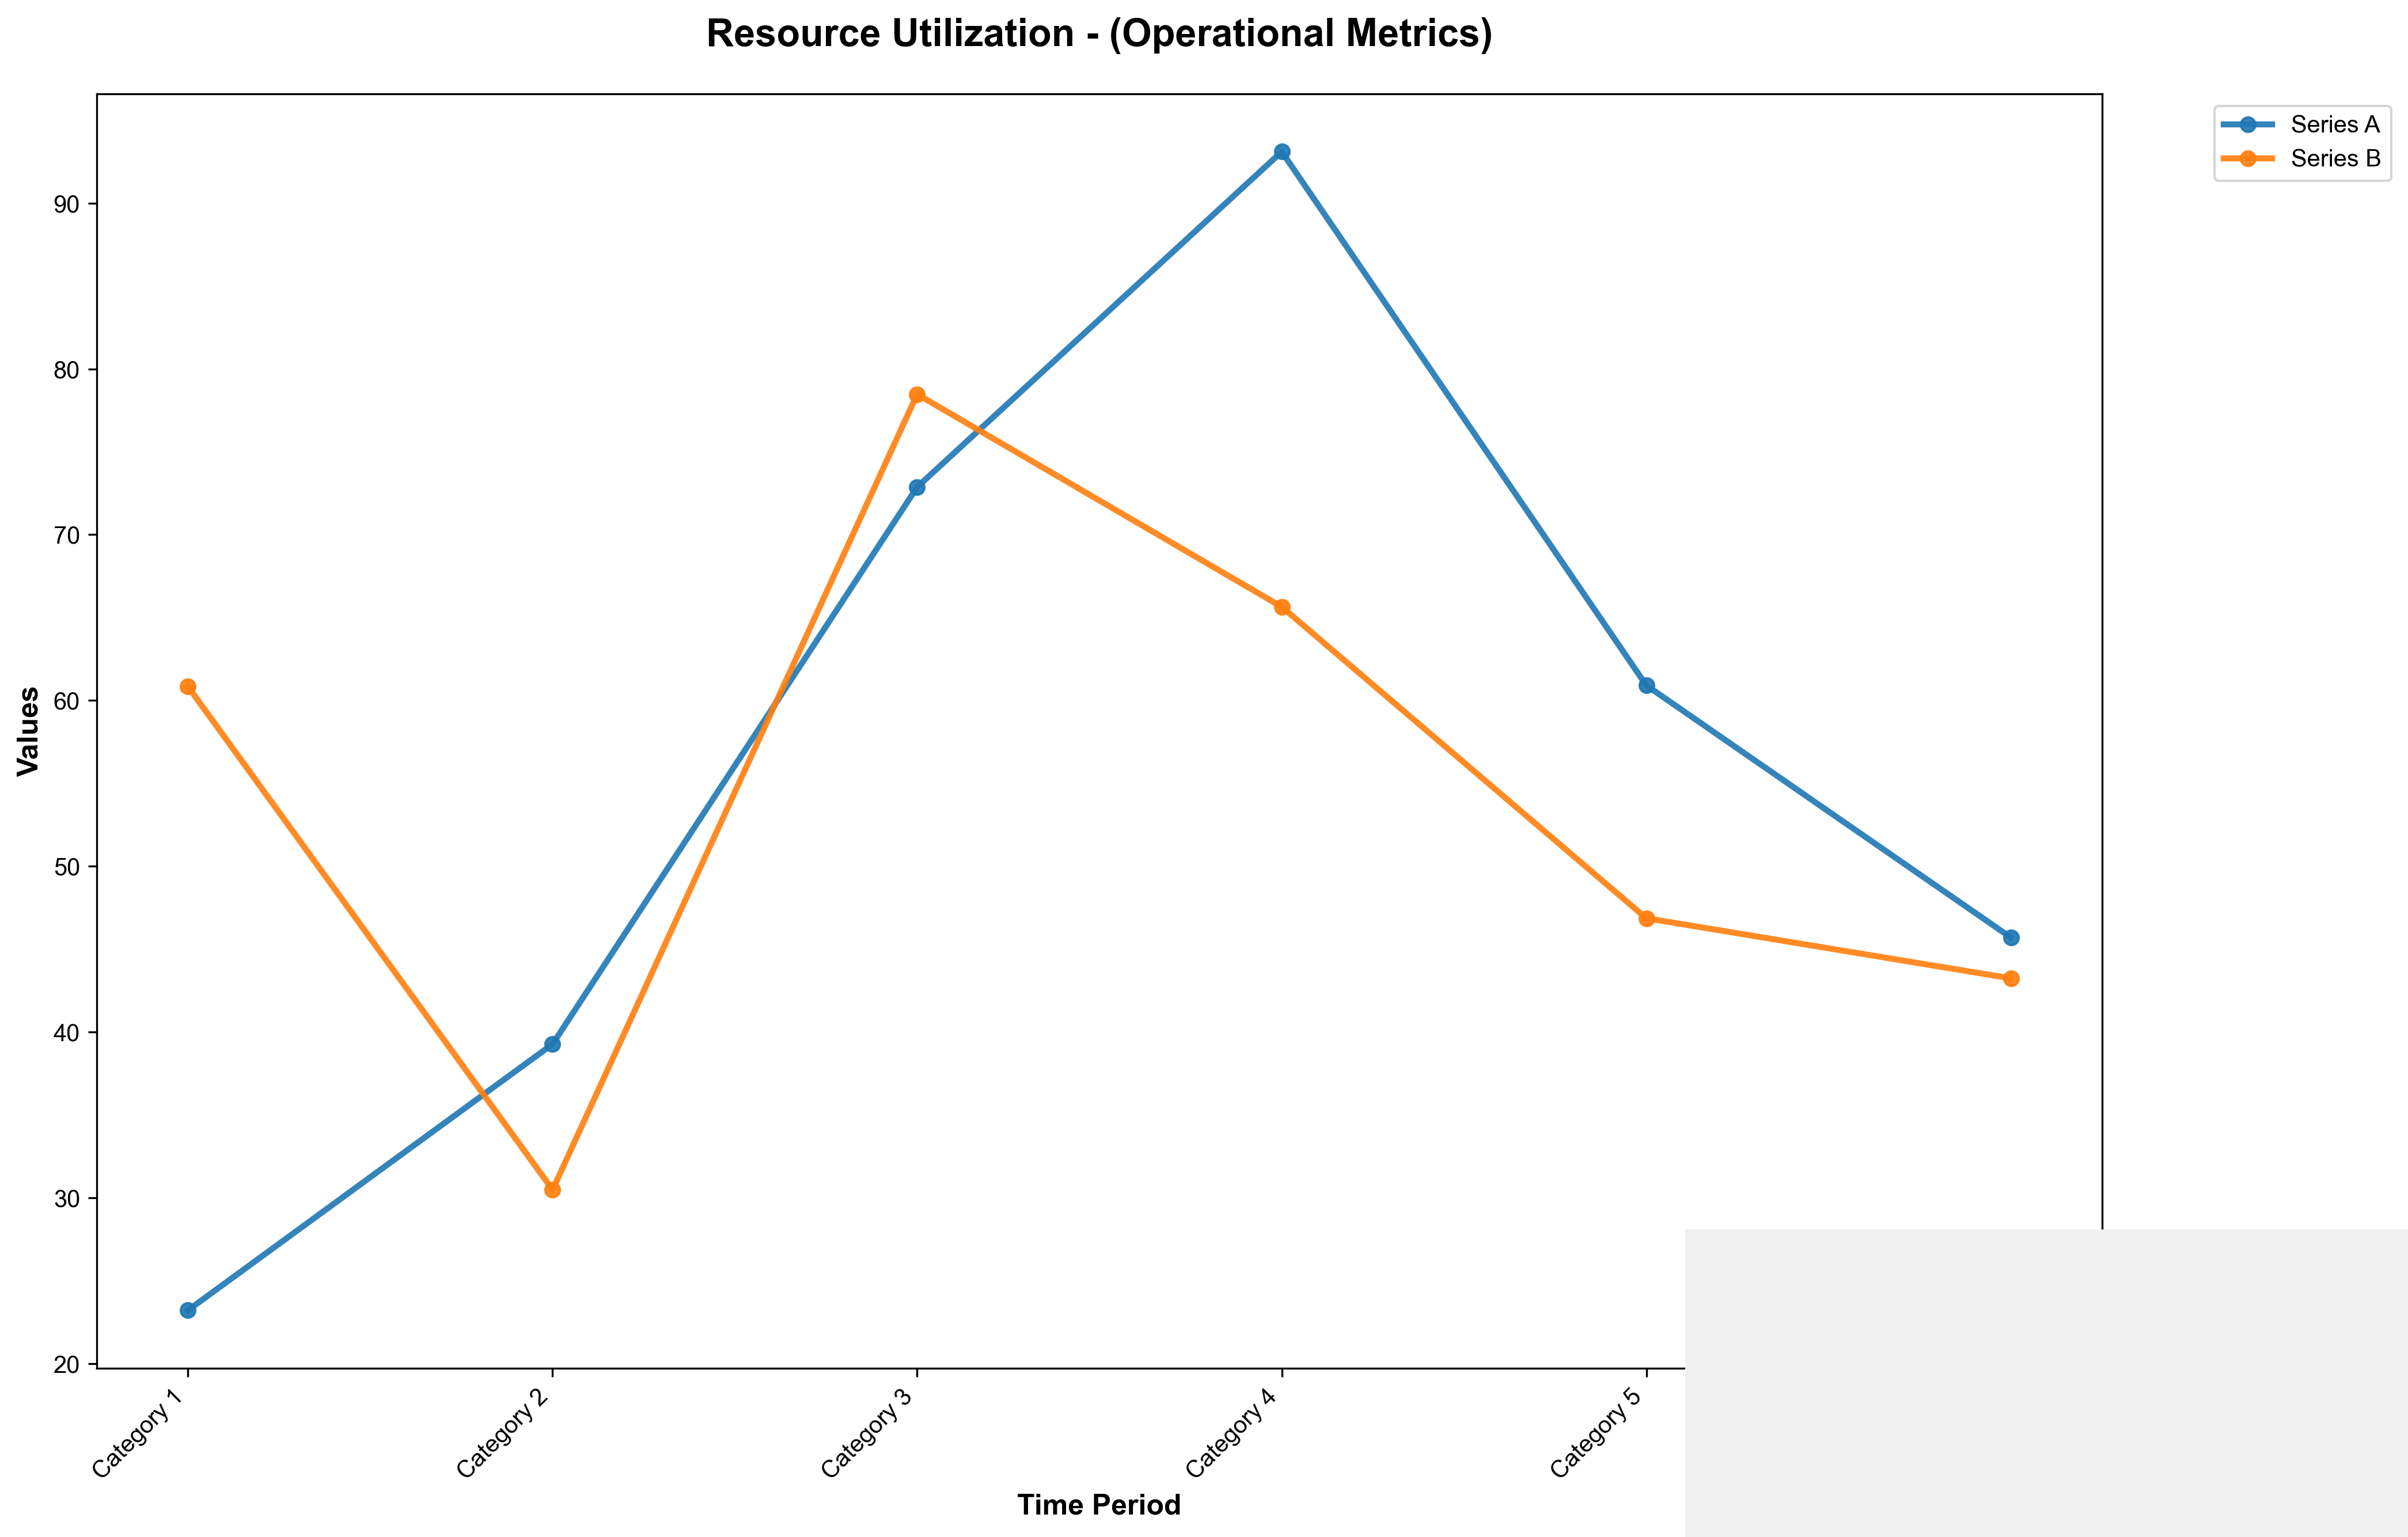 Resource Utilization - (Operational Metrics)
Series A
Series B
Values
90
80
70
60
50
40
30
20
Category 1
Category 2
Category 3
Category 4
Category 5
Time Period